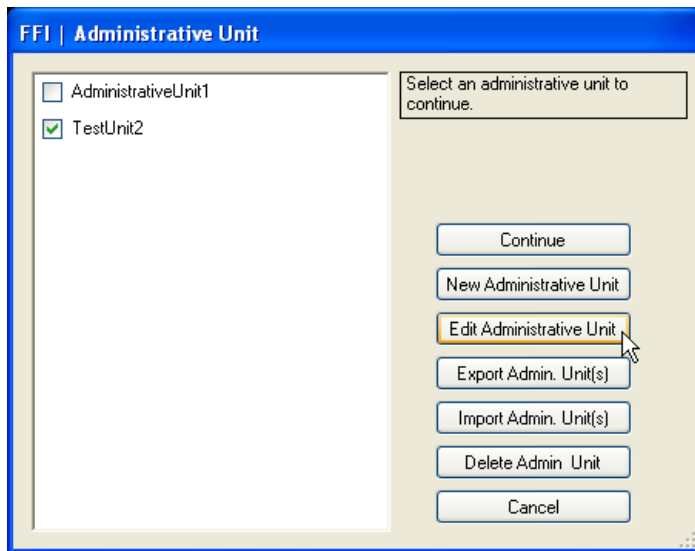 FFI | Administrative Unit
AdministrativeUnit1
TestUnit2
Select an administrative unit to
continue.
Continue
New Administrative Unit
Edit Administrative Unit
Export Admin. Unit(s)
Import Admin. Unit(s)
Delete Admin Unit
Cancel